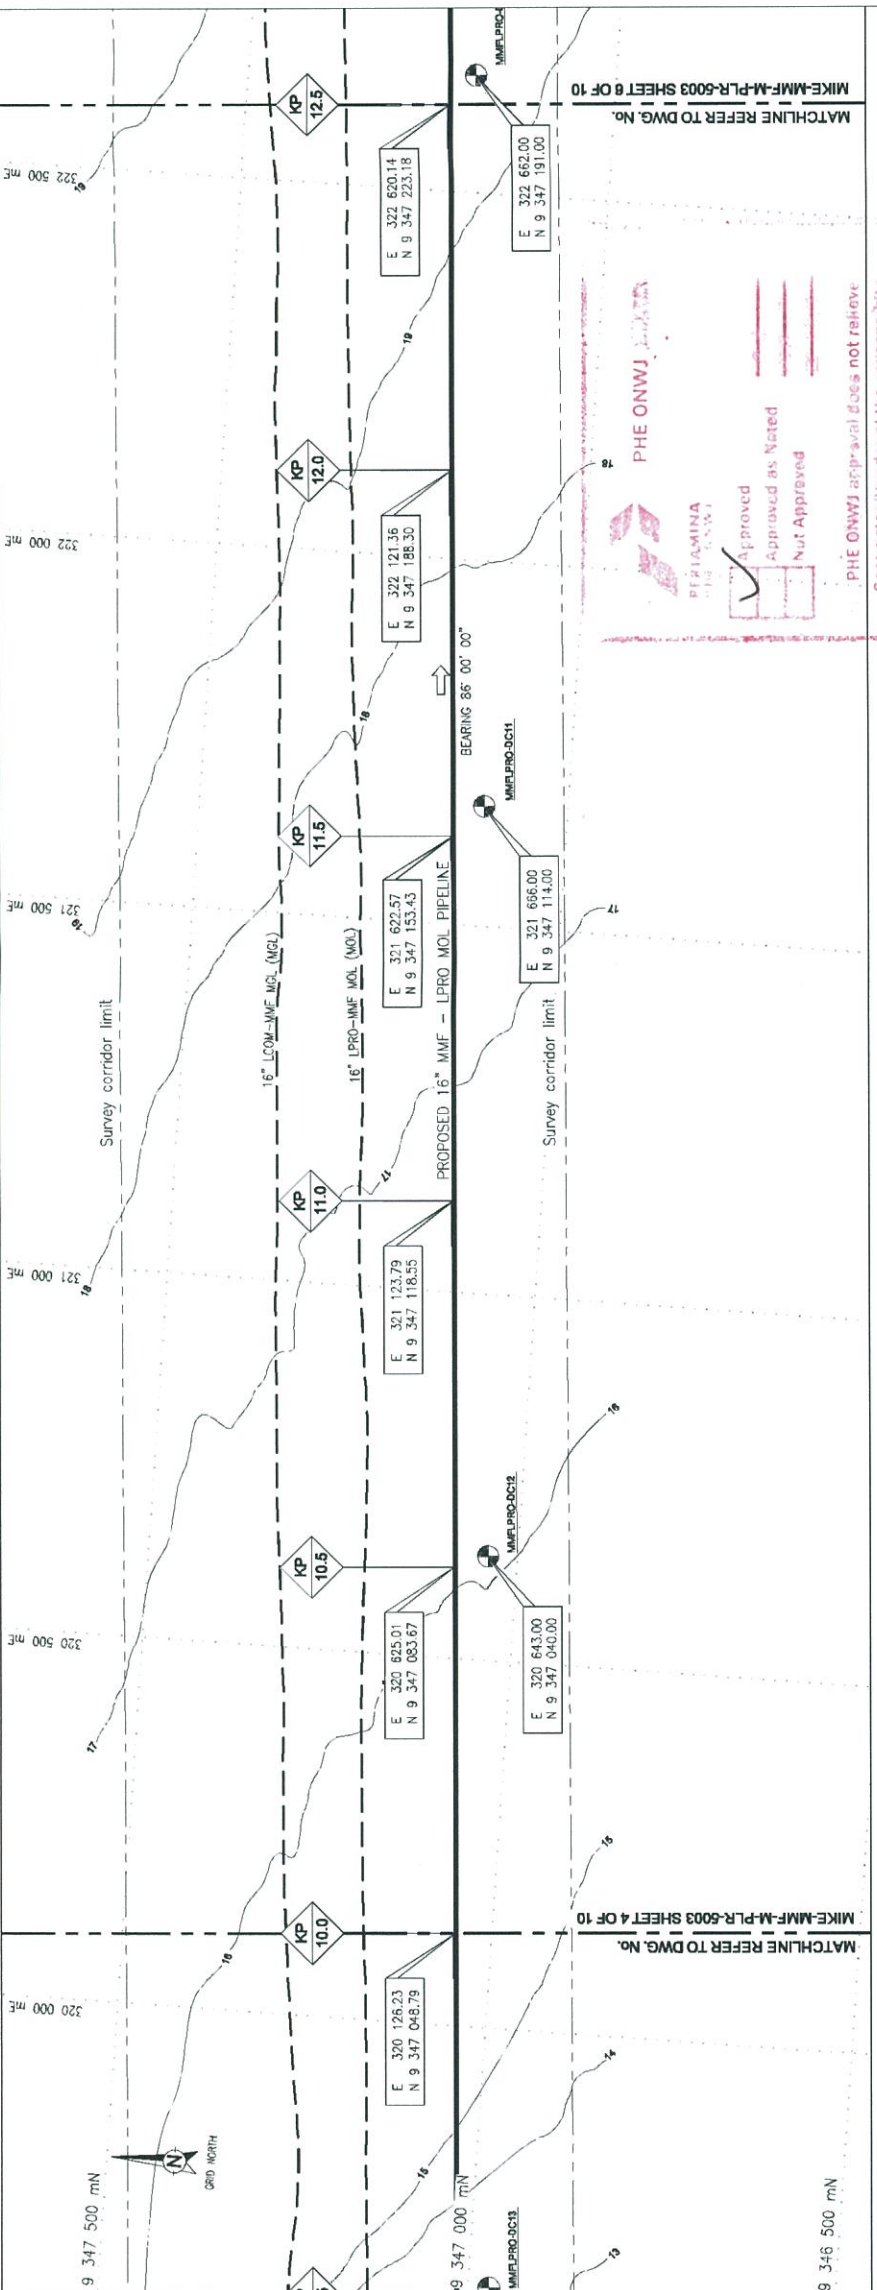 320 000 mE
320 500 mE
321 000 mE
321 500 mE
322 000 mE
322 500 mE
9 347 500 mN
GRID NORTH
N
Survey corridor limit
16" LCOM-MMF MGL (MGL)
16" LPRO-MMF MOL (MOL)
KP
10.0
KP
10.5
KP
11.0
KP
11.5
KP
12.0
KP
12.5
E 320 126.23
N 9 347 048.79
E 320 625.01
N 9 347 083.67
E 321 123.79
N 9 347 118.55
E 321 622.57
N 9 347 153.43
E 322 121.36
N 9 347 188.30
E 322 620.14
N 9 347 223.18
PROPOSED 16" MMF - LPRO MOL PIPELINE
BEARING 86° 00' 00"
9 347 000 mN
MMFLPRO-DC13
MMFLPRO-DC12
MMFLPRO-DC11
E 320 643.00
N 9 347 040.00
E 321 666.00
N 9 347 114.00
E 322 662.00
N 9 347 191.00
Survey corridor limit
16
17
18
19
19
15
17
18
19
14
13
15
16
17
18
MATCHLINE REFER TO DWG. No.
MIKE-MMF-M-PLR-5003 SHEET 4 OF 10
MATCHLINE REFER TO DWG. No.
MIKE-MMF-M-PLR-5003 SHEET 6 OF 10
9 346 500 mN
PERTAMINA
PHE ONWJ
Approved
Approved as Noted
Not Approved
PHE ONWJ approval does not relieve